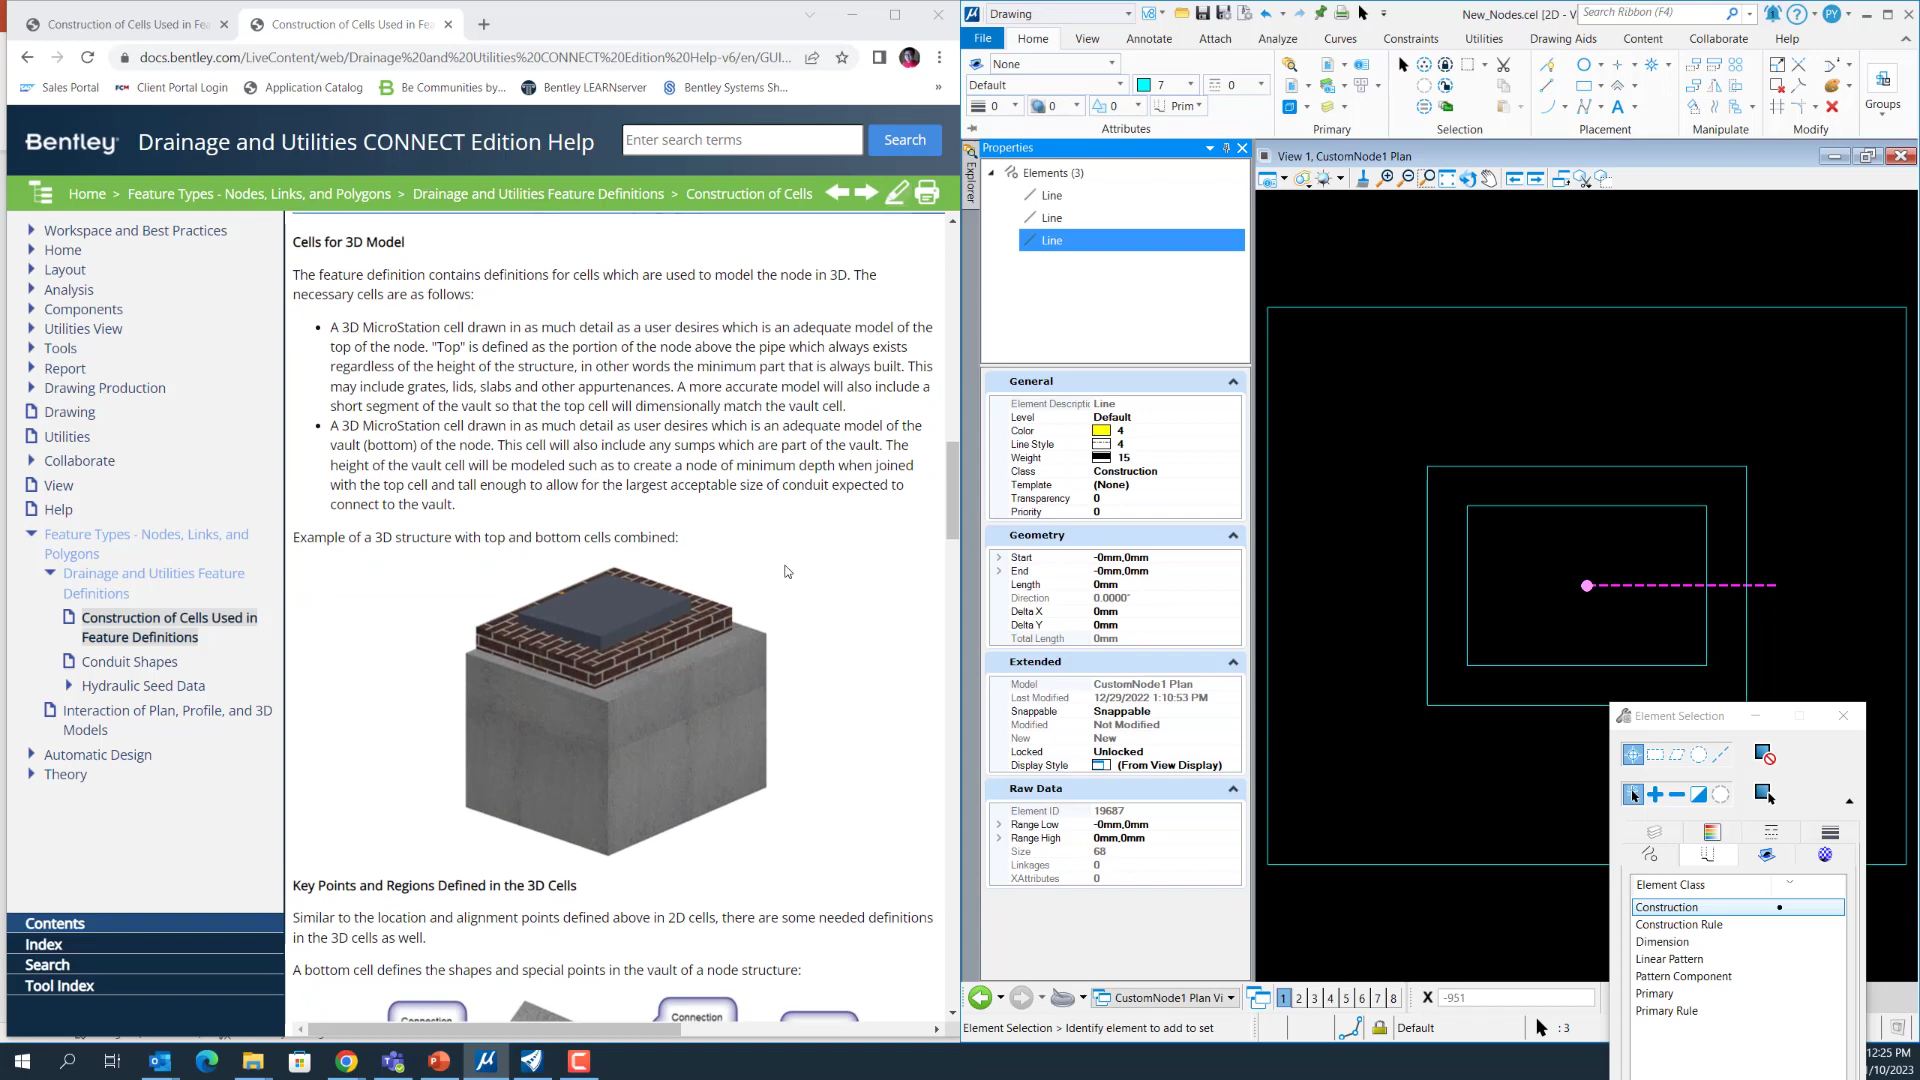 Construction of Cells Used in Fea
Construction of Cells Used in Fea
docs.bentley.com/LiveContent/web/Drainage%20and%20Utilities%20CONNECT%20Edition%20Help-v6/en/GUI...
Sales Portal
Client Portal Login
Application Catalog
Be Communities by...
Bentley LEARNserver
Bentley Systems Sh...
»
Bentley
Drainage and Utilities CONNECT Edition Help
Enter search terms
Search
Home > Feature Types - Nodes, Links, and Polygons > Drainage and Utilities Feature Definitions > Construction of Cells
Workspace and Best Practices
Home
Layout
Analysis
Components
Utilities View
Tools
Report
Drawing Production
Drawing
Utilities
Collaborate
View
Help
Feature Types - Nodes, Links, and
Polygons
Drainage and Utilities Feature
Definitions
Construction of Cells Used in
Feature Definitions
Conduit Shapes
Hydraulic Seed Data
Interaction of Plan, Profile, and 3D
Models
Automatic Design
Theory
Contents
Index
Search
Tool Index
Cells for 3D Model
The feature definition contains definitions for cells which are used to model the node in 3D. The
necessary cells are as follows:
• A 3D MicroStation cell drawn in as much detail as a user desires which is an adequate model of the
top of the node. "Top" is defined as the portion of the node above the pipe which always exists
regardless of the height of the structure, in other words the minimum part that is always built. This
may include grates, lids, slabs and other appurtenances. A more accurate model will also include a
short segment of the vault so that the top cell will dimensionally match the vault cell.
• A 3D MicroStation cell drawn in as much detail as user desires which is an adequate model of the
vault (bottom) of the node. This cell will also include any sumps which are part of the vault. The
height of the vault cell will be modeled such as to create a node of minimum depth when joined
with the top cell and tall enough to allow for the largest acceptable size of conduit expected to
connect to the vault.
Example of a 3D structure with top and bottom cells combined:
Key Points and Regions Defined in the 3D Cells
Similar to the location and alignment points defined above in 2D cells, there are some needed definitions
in the 3D cells as well.
A bottom cell defines the shapes and special points in the vault of a node structure:
Connection
Connection
Drawing
New_Nodes.cel [2D - V
Search Ribbon (F4)
PY
File
Home
View
Annotate
Attach
Analyze
Curves
Constraints
Utilities
Drawing Aids
Content
Collaborate
Help
None
Default
7
0
0
0
0
Prim
Groups
Attributes
Primary
Selection
Placement
Manipulate
Modify
Explorer
Properties
Elements (3)
Line
Line
Line
General
Element Descriptic Line
Level Default
Color 4
Line Style 4
Weight 15
Class Construction
Template (None)
Transparency 0
Priority 0
Geometry
Start -0mm,0mm
End -0mm,0mm
Length 0mm
Direction 0.0000°
Delta X 0mm
Delta Y 0mm
Total Length 0mm
Extended
Model CustomNode1 Plan
Last Modified 12/29/2022 1:10:53 PM
Snappable Snappable
Modified Not Modified
New New
Locked Unlocked
Display Style (From View Display)
Raw Data
Element ID 19687
Range Low -0mm,0mm
Range High 0mm,0mm
Size 68
Linkages 0
XAttributes 0
View 1, CustomNode1 Plan
Element Selection
Element Class
Construction
Construction Rule
Dimension
Linear Pattern
Pattern Component
Primary
Primary Rule
CustomNode1 Plan Vi
1 2 3 4 5 6 7 8
X -951
Element Selection > Identify element to add to set
Default
: 3
12:25 PM
/10/2023